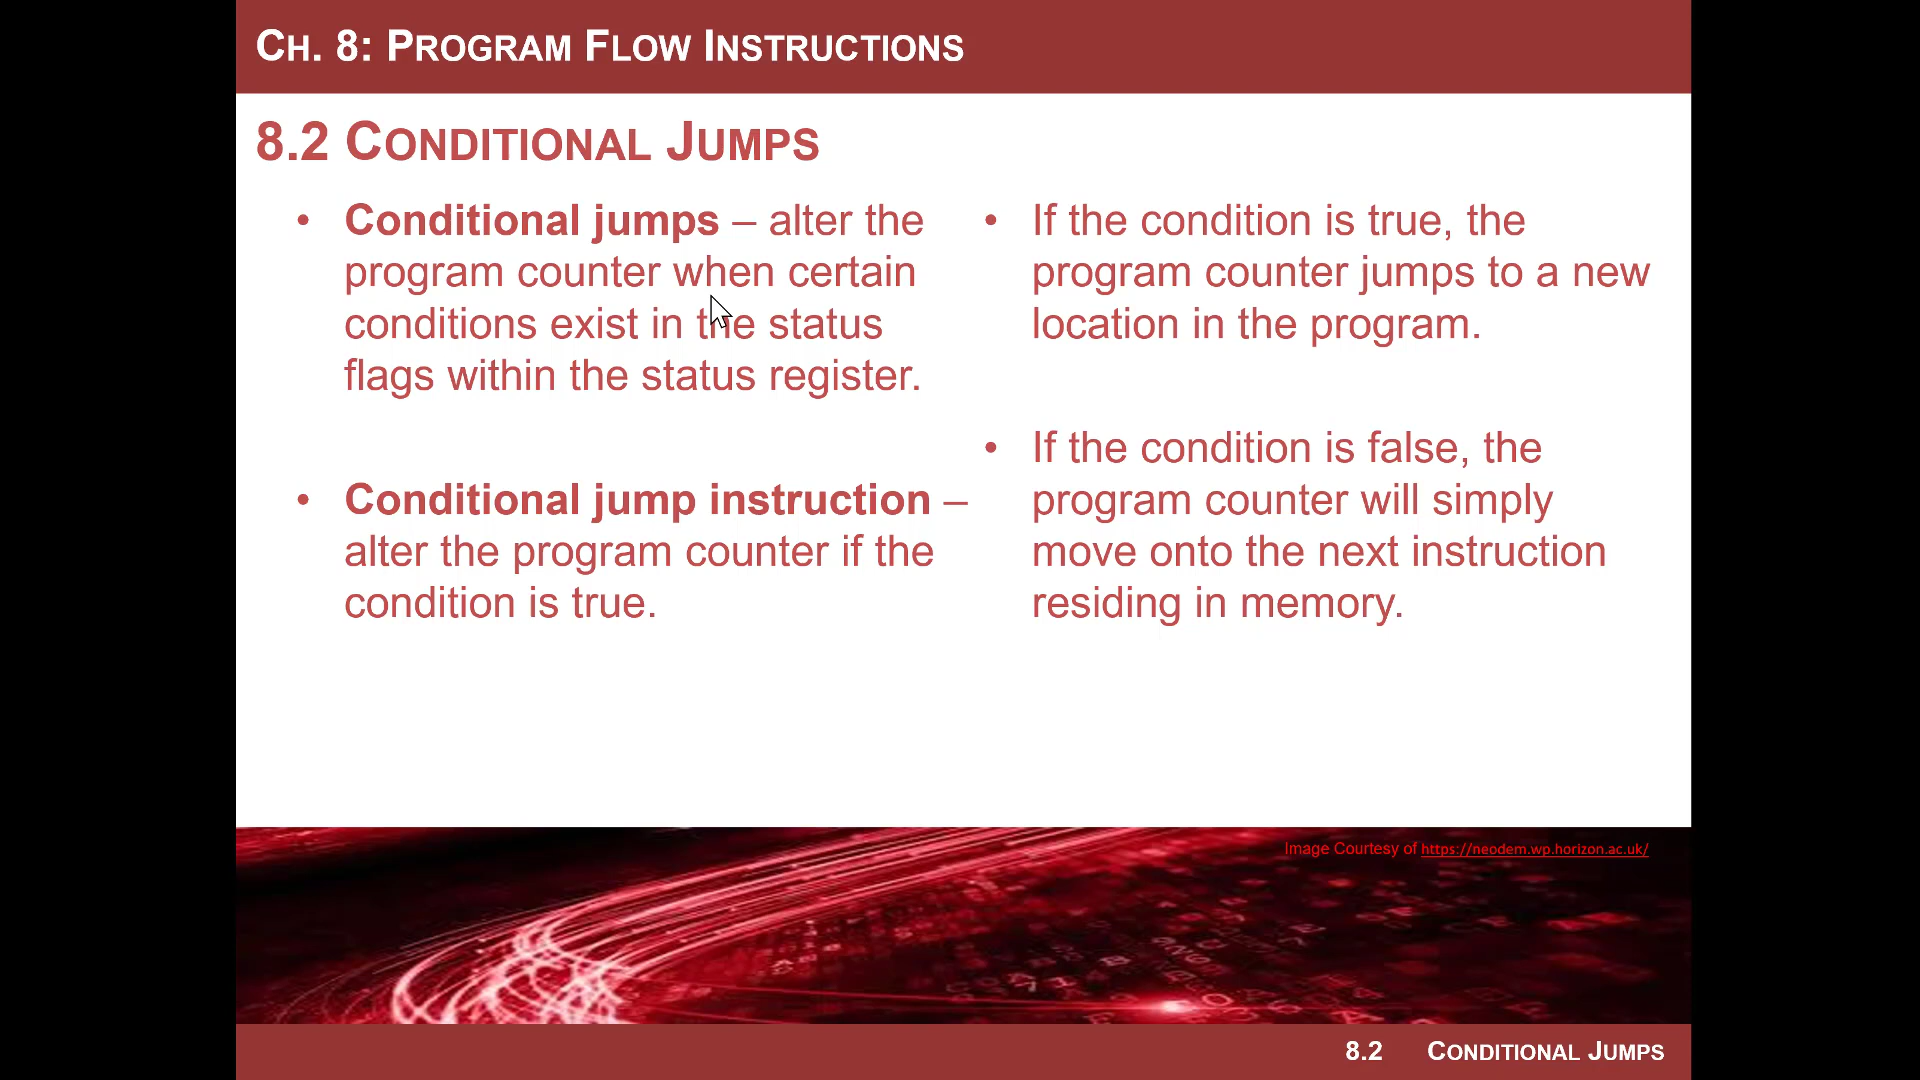 CH. 8: PROGRAM FLOW INSTRUCTIONS
8.2 CONDITIONAL JUMPS
• Conditional jumps – alter the
program counter when certain
conditions exist in the status
flags within the status register.
• Conditional jump instruction –
alter the program counter if the
condition is true.
• If the condition is true, the
program counter jumps to a new
location in the program.
• If the condition is false, the
program counter will simply
move onto the next instruction
residing in memory.
Image Courtesy of https://neodem.wp.horizon.ac.uk/
8.2 CONDITIONAL JUMPS